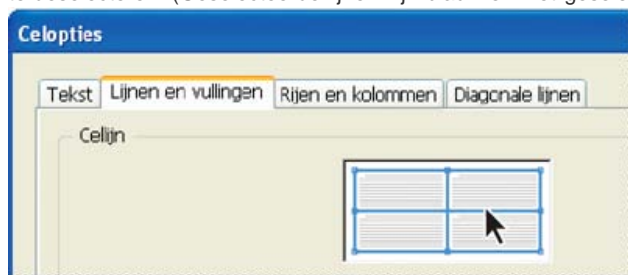 Celopties
Tekst Lijnen en vullingen Rijen en kolommen Diagonale lijnen
Cellijn